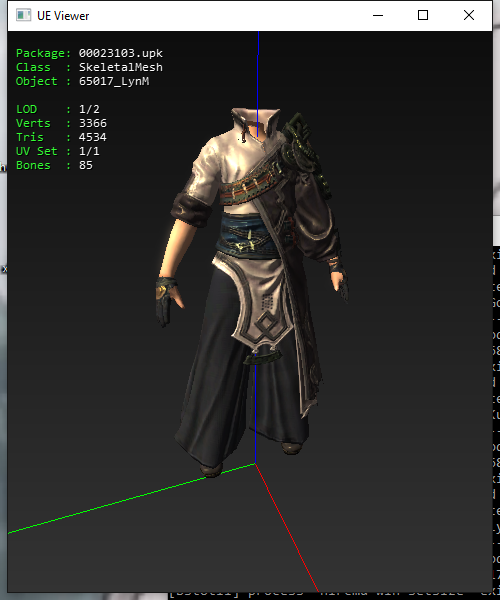 UE Viewer
Package: 00023103.upk
Class : SkeletalMesh
Object : 65017_LynM
LOD : 1/2
Verts : 3366
Tris : 4534
UV Set : 1/1
Bones : 85